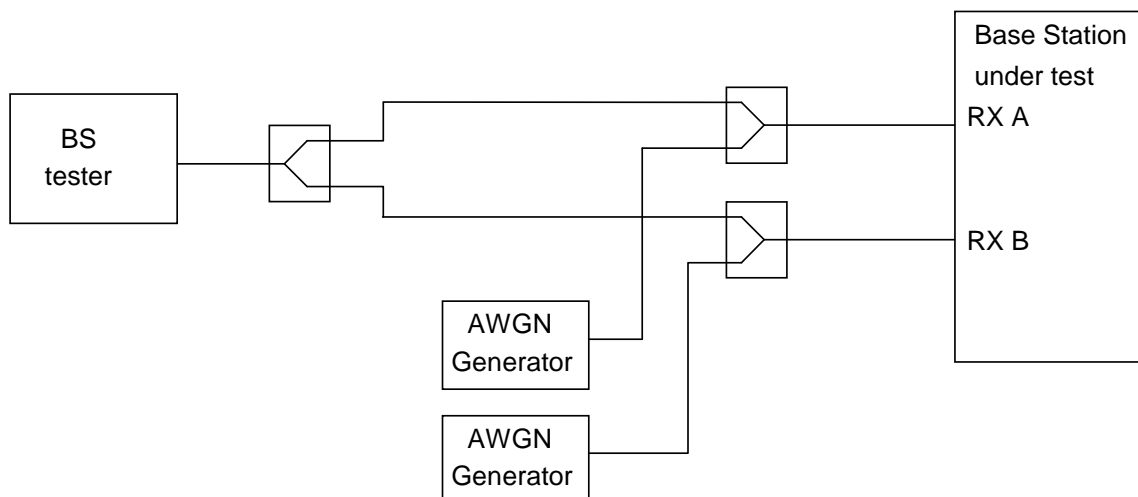 BS
tester
Base Station
under test
RX A
RX B
AWGN
Generator
AWGN
Generator